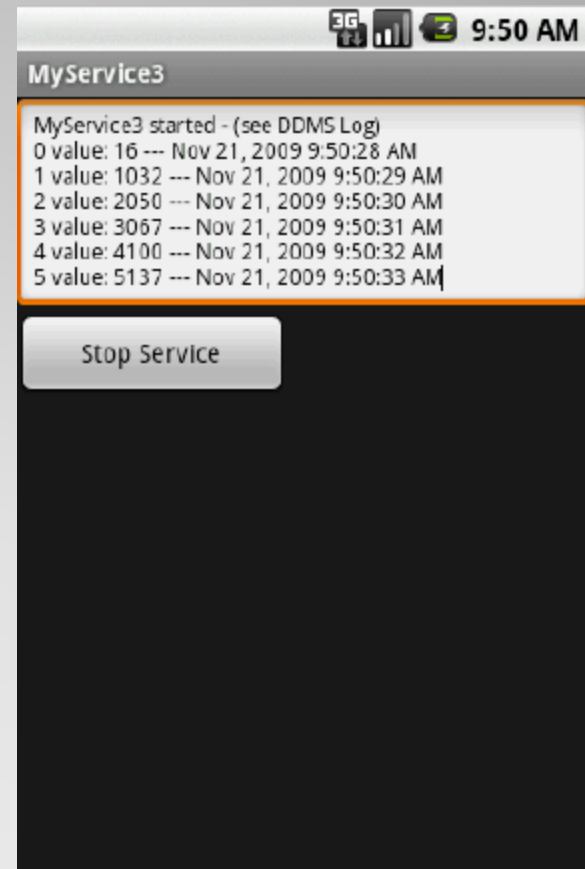 3G 9:50 AM
MyService3
MyService3 started - (see DDMS Log)
0 value: 16 --- Nov 21, 2009 9:50:28 AM
1 value: 1032 --- Nov 21, 2009 9:50:29 AM
2 value: 2050 --- Nov 21, 2009 9:50:30 AM
3 value: 3067 --- Nov 21, 2009 9:50:31 AM
4 value: 4100 --- Nov 21, 2009 9:50:32 AM
5 value: 5137 --- Nov 21, 2009 9:50:33 AM
Stop Service